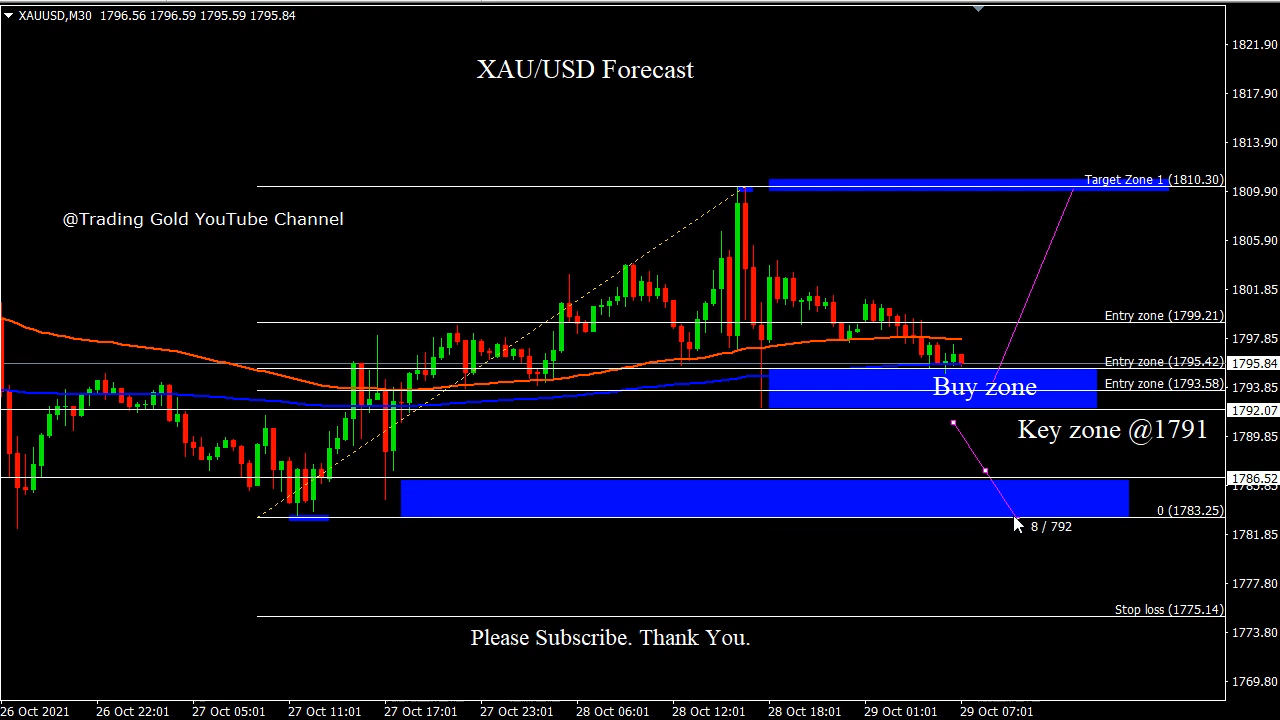 XAUUSD,M30 1796.56 1796.59 1795.59 1795.84
XAU/USD Forecast
@Trading Gold YouTube Channel
Target Zone 1 (1810.30)
Entry zone (1799.21)
Entry zone (1795.42)
Entry zone (1793.58)
Buy zone
Key zone @1791
0 (1783.25)
8 / 792
Stop loss (1775.14)
Please Subscribe. Thank You.
1821.90
1817.90
1813.90
1809.90
1805.90
1801.85
1797.85
1795.84
1793.85
1792.07
1789.85
1786.52
1785.85
1781.85
1777.80
1773.80
1769.80
26 Oct 2021 26 Oct 22:01 27 Oct 05:01 27 Oct 11:01 27 Oct 17:01 27 Oct 23:01 28 Oct 06:01 28 Oct 12:01 28 Oct 18:01 29 Oct 01:01 29 Oct 07:01